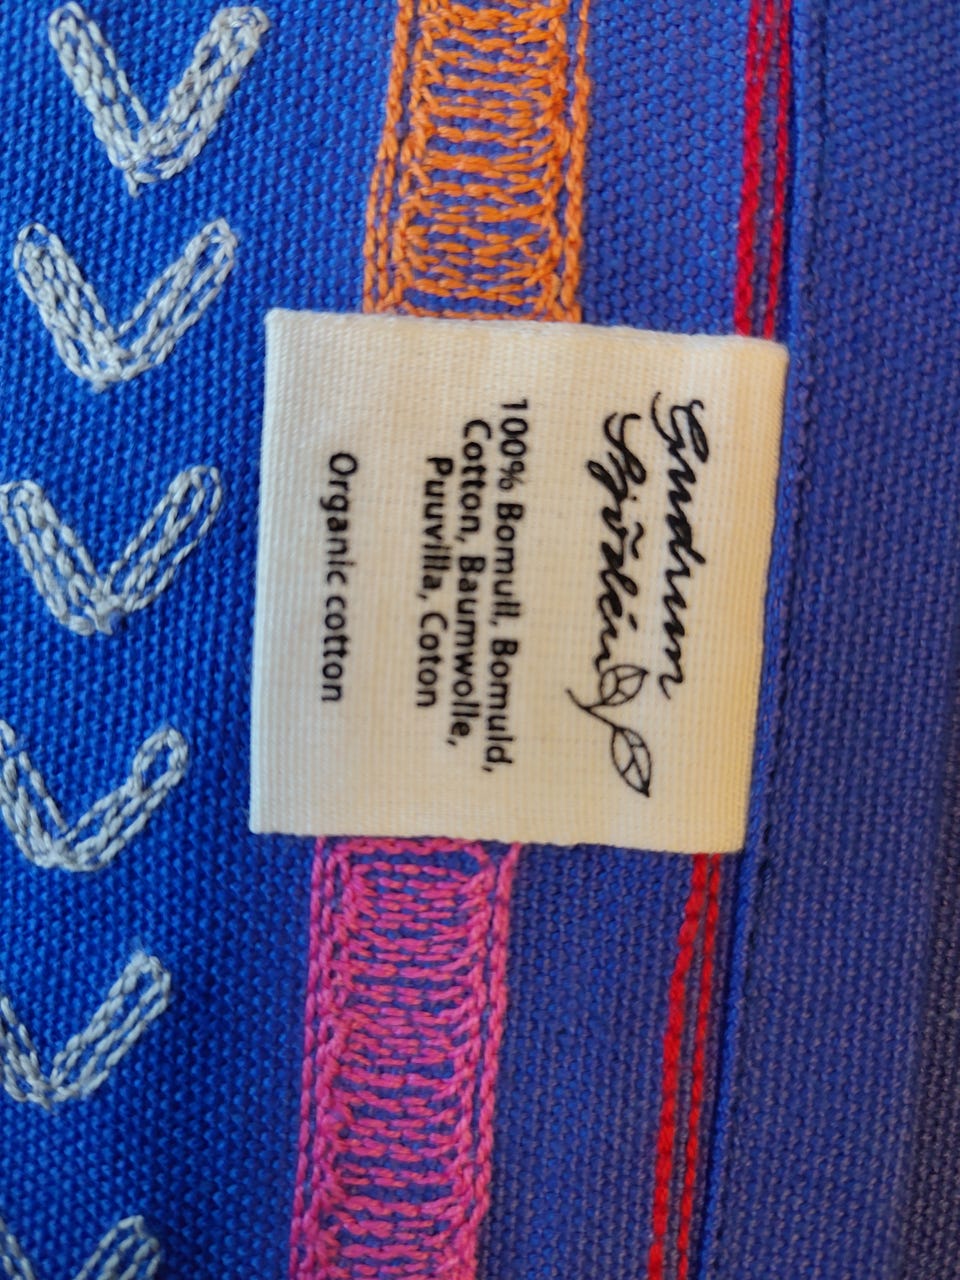 Gudrun
Sjödén
100% Bomull, Bomuld,
Cotton, Baumwolle,
Puuvilla, Coton
Organic cotton